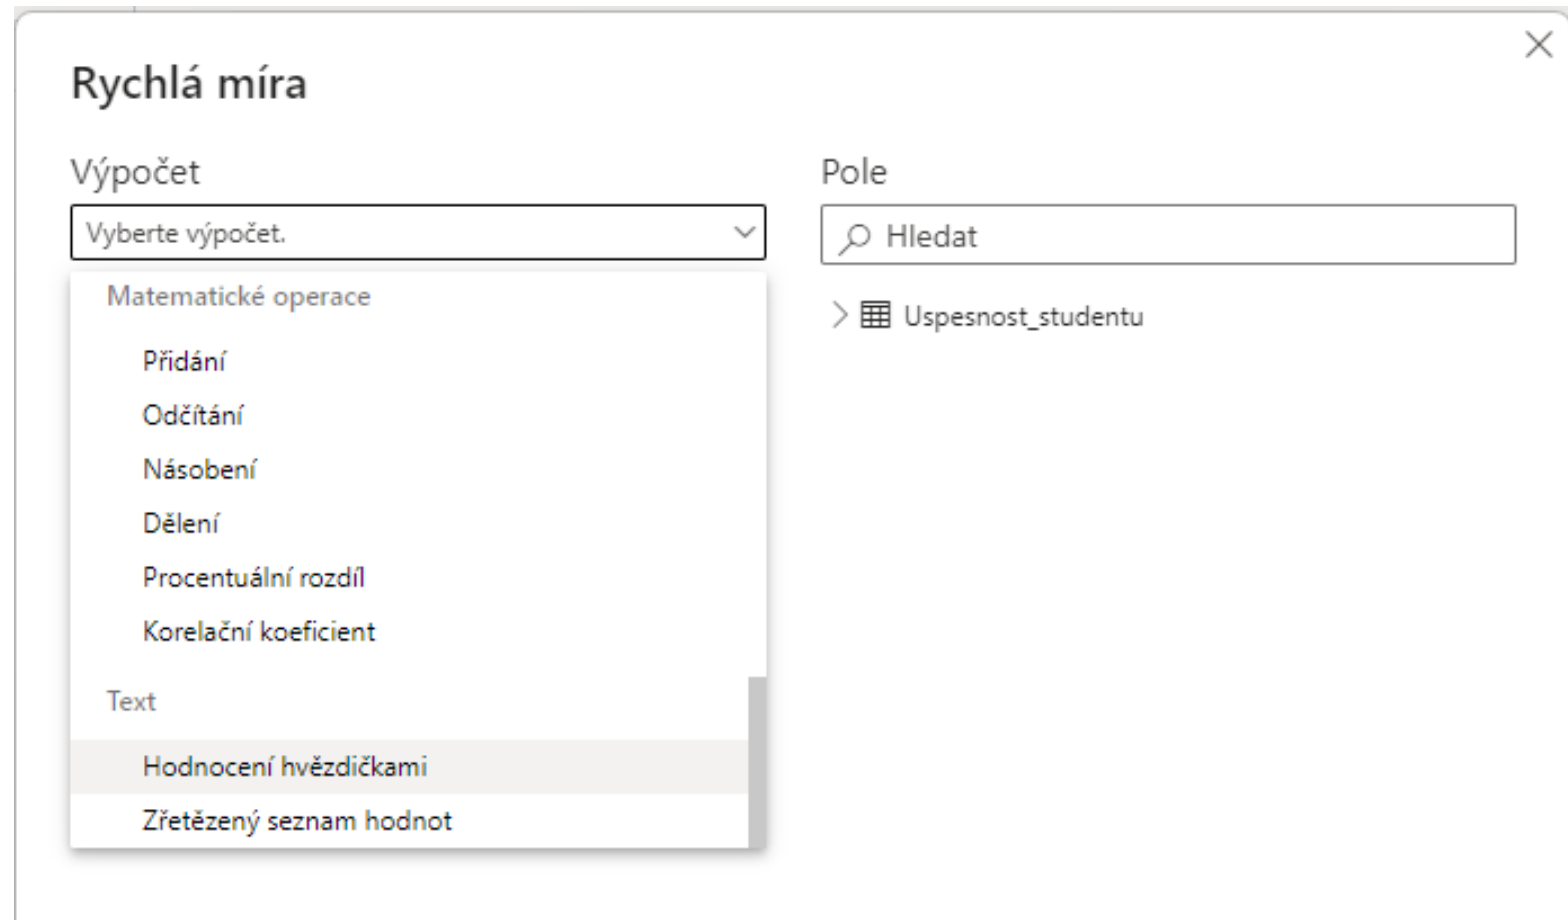 Rychlá míra
Výpočet
Vyberte výpočet.
Matematické operace
Přidání
Odčítání
Násobení
Dělení
Procentuální rozdíl
Korelační koeficient
Text
Hodnocení hvězdičkami
Zřetězený seznam hodnot
Pole
Hledat
Uspesnost_studentu